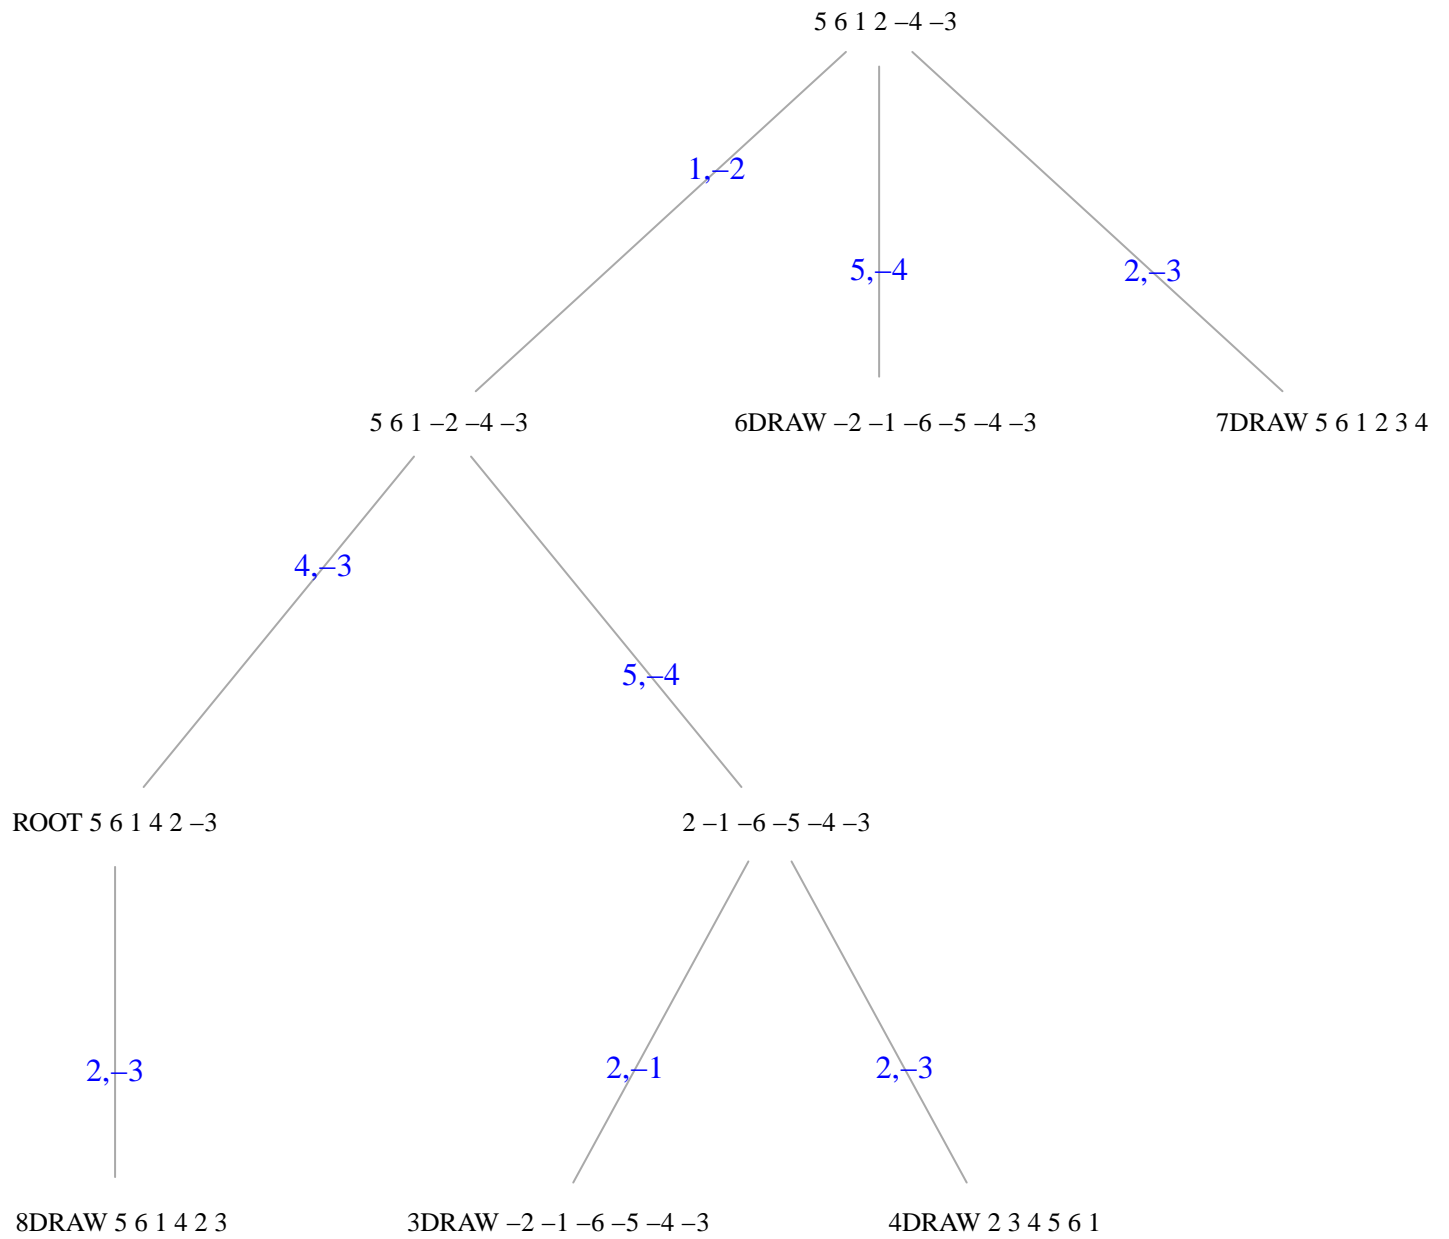 5 6 1 2 –4 –3
1,–2
5,–4
2,–3
5 6 1 –2 –4 –3
6DRAW –2 –1 –6 –5 –4 –3
7DRAW 5 6 1 2 3 4
4,–3
5,–4
ROOT 5 6 1 4 2 –3
2 –1 –6 –5 –4 –3
2,–3
2,–1
2,–3
8DRAW 5 6 1 4 2 3
3DRAW –2 –1 –6 –5 –4 –3
4DRAW 2 3 4 5 6 1